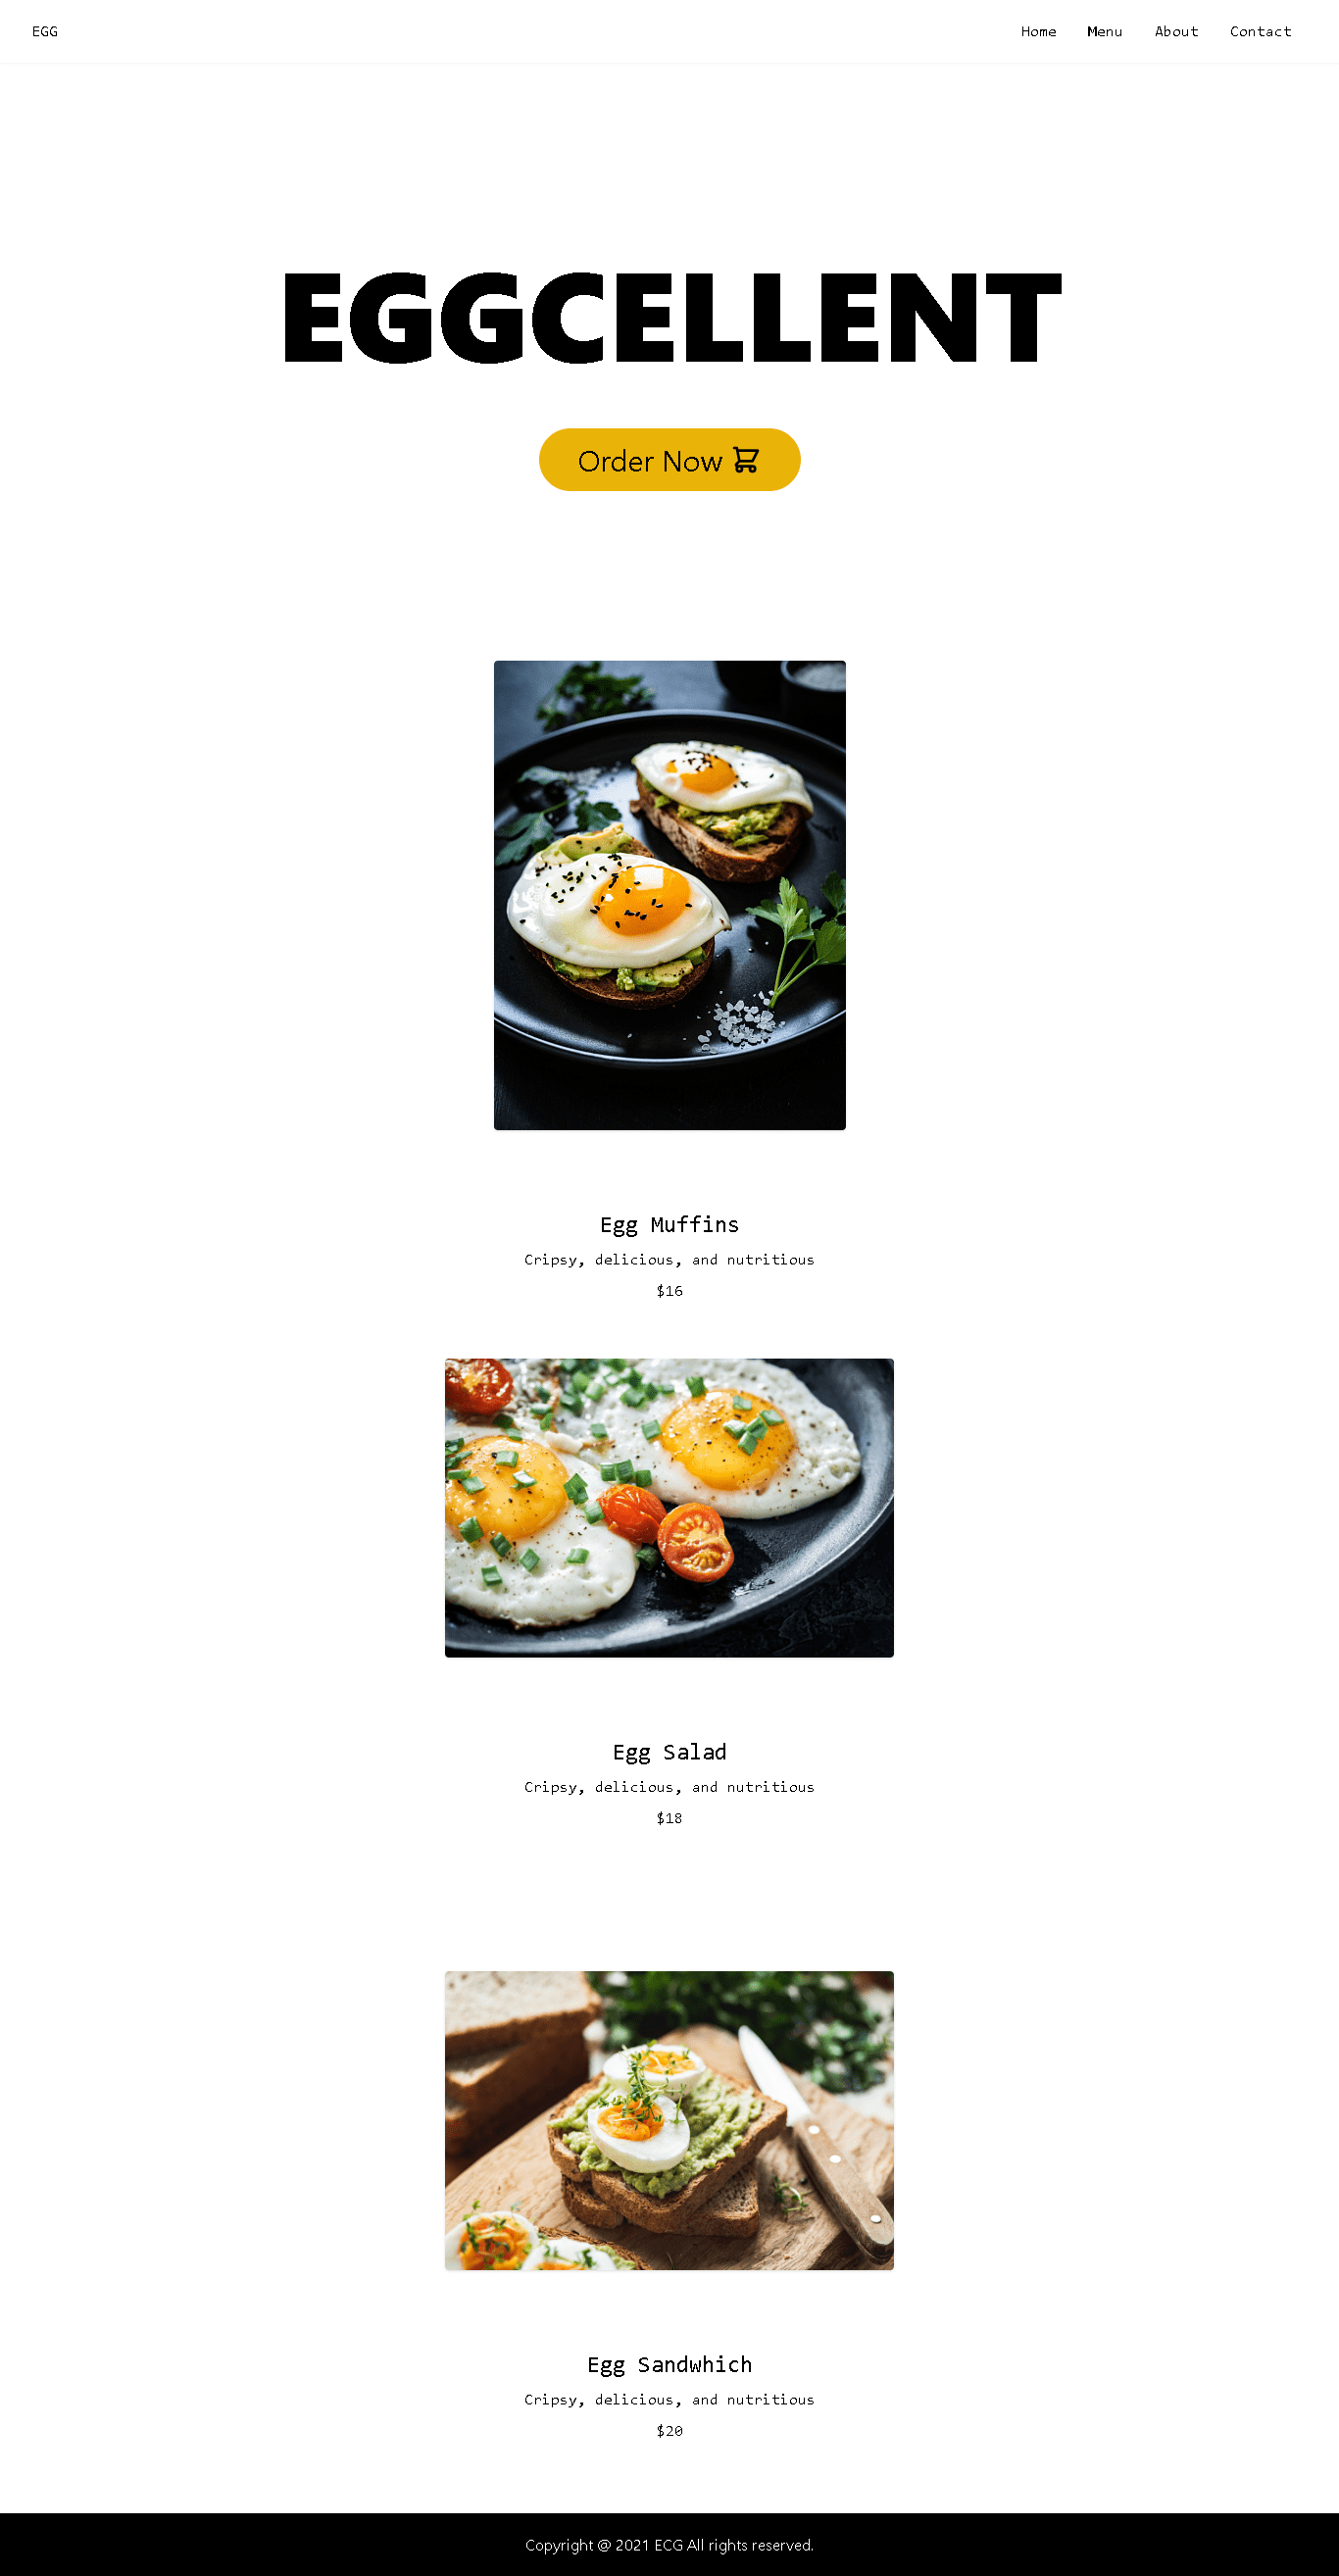 EGG
Home Menu About Contact
EGGCELLENT
Order Now
Egg Muffins
Cripsy, delicious, and nutritious
$16
Egg Salad
Cripsy, delicious, and nutritious
$18
Egg Sandwhich
Cripsy, delicious, and nutritious
$20
Copyright @ 2021 ECG All rights reserved.